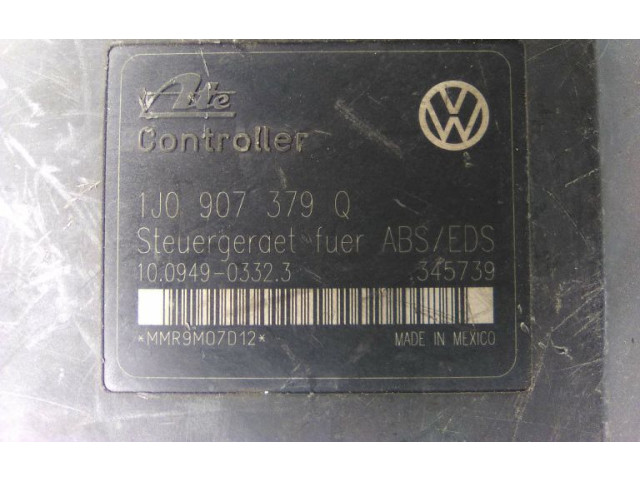 Ate
Controller
1J0 907 379 Q
Steuergeraet fuer ABS/EDS
10.0949-0332.3 345739
*MMR9M07D12* MADE IN MEXICO